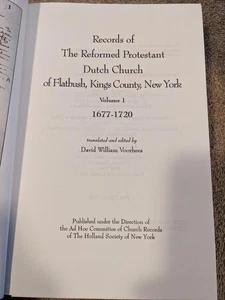 Records of
The Reformed Protestant
Dutch Church
of Flatbush, Kings County, New York
Volume 1
1677-1720
translated and edited by
David William Voorhees
Published under the Direction of
the Ad Hoc Committee of Church Records
of The Holland Society of New York